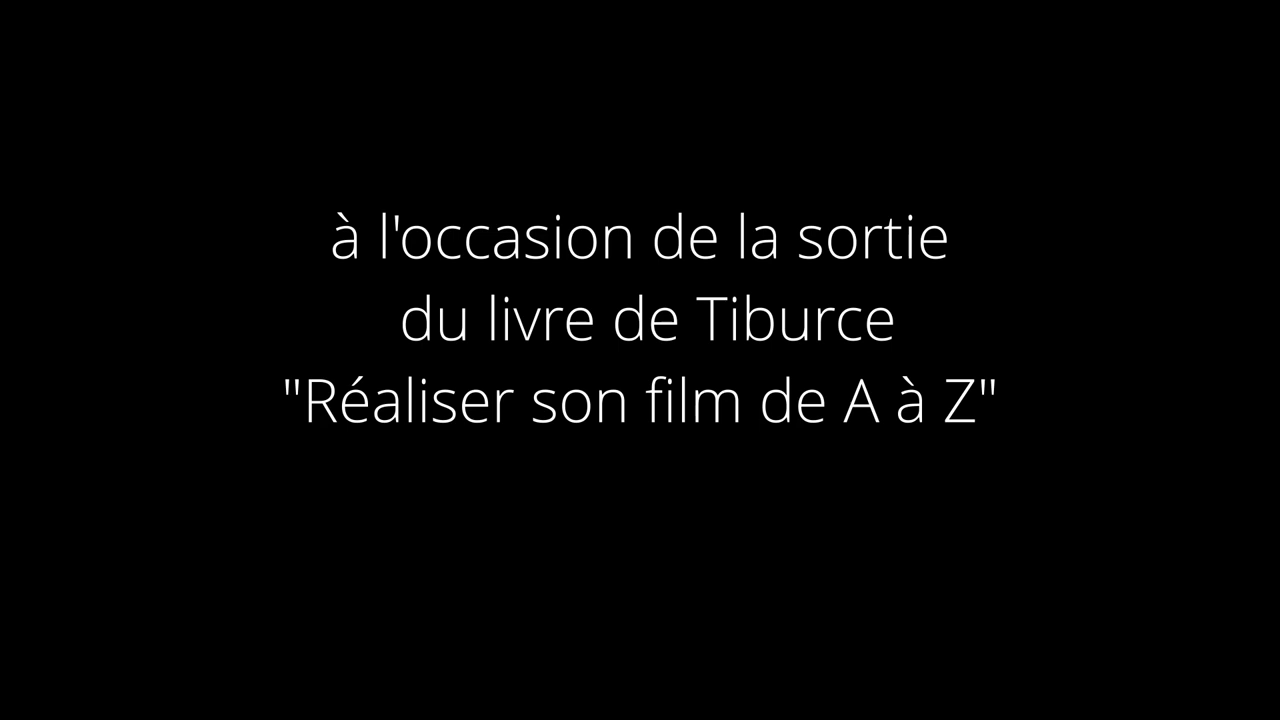 à l'occasion de la sortie
du livre de Tiburce
"Réaliser son film de A à Z"